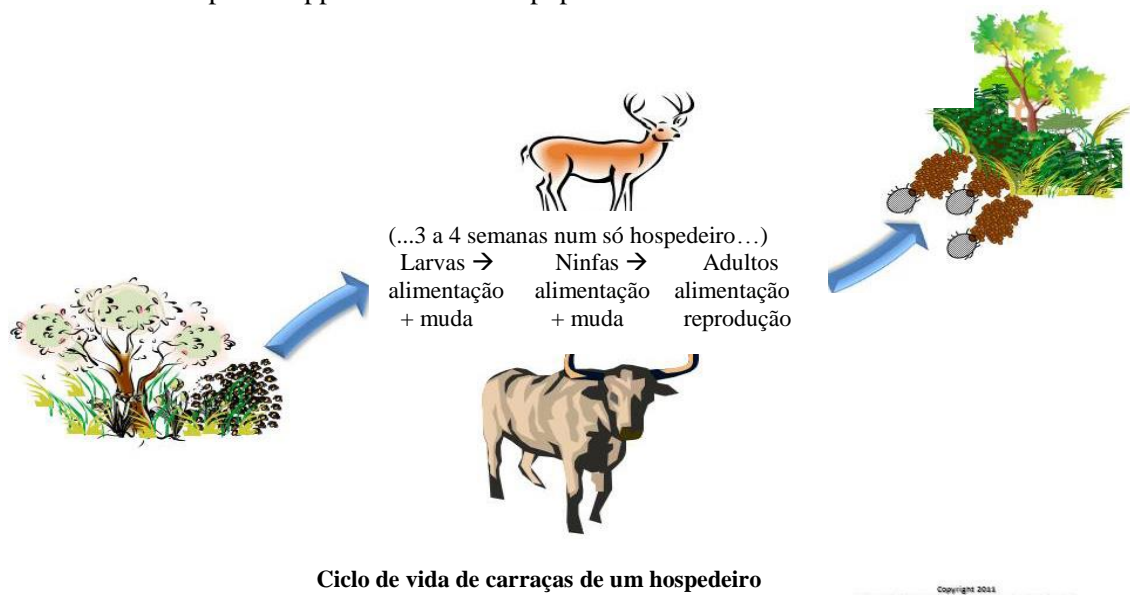 (...3 a 4 semanas num só hospedeiro…)
Larvas → Ninfas → Adultos
alimentação alimentação alimentação
+ muda + muda reprodução
Ciclo de vida de carraças de um hospedeiro
Copyright 2011